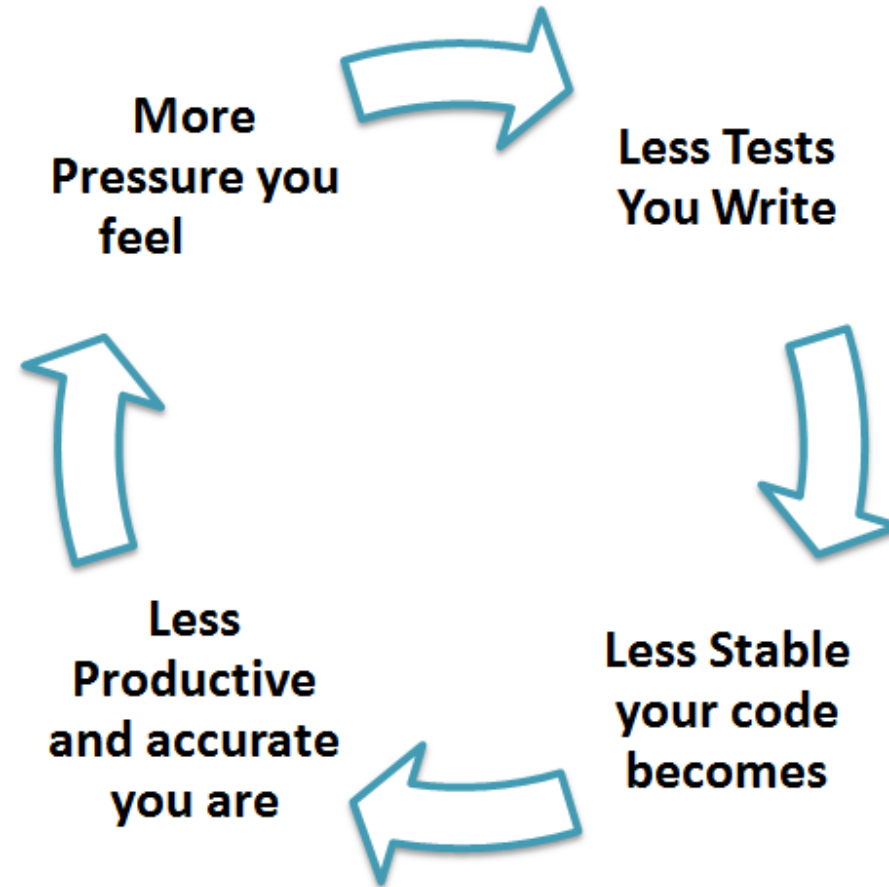 More
Pressure you
feel
Less Tests
You Write
Less Stable
your code
becomes
Less
Productive
and accurate
you are